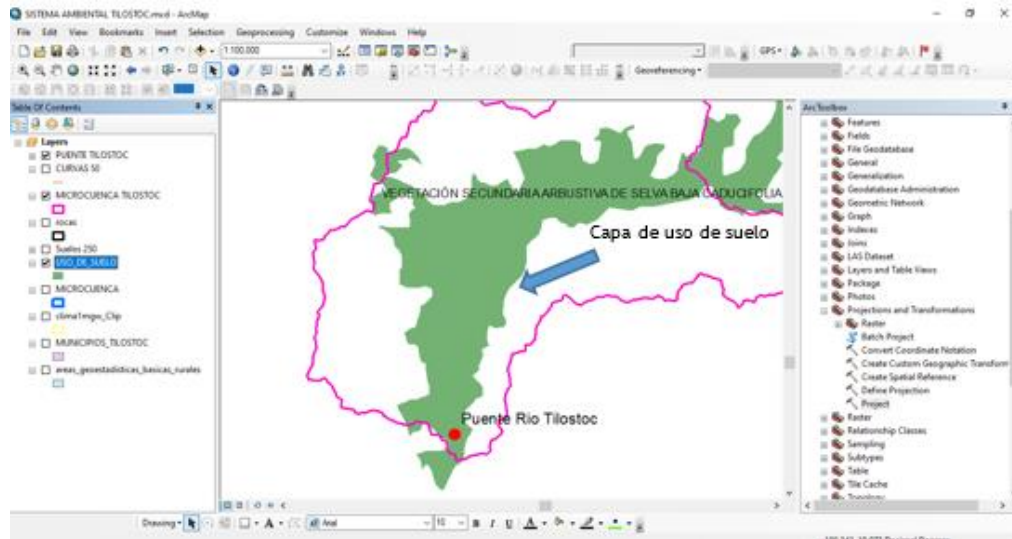 SISTEMA AMBIENTAL TILOSTOC.mxd - ArcMap
File Edit View Bookmarks Insert Selection Geoprocessing Customize Windows Help
1:100.000
GPS
Georeferencing
Table Of Contents
Layers
PUENTE TILOSTOC
CURVAS 50
MICROCUENCA TILOSTOC
rocas
Suelos 250
USO_DE_SUELO
MICROCUENCA
clima1mgw_Clip
MUNICIPIOS_TILOSTOC
areas_geoestadisticas_basicas_rurales
VEGETACIÓN SECUNDARIA ARBUSTIVA DE SELVA BAJA CADUCIFOLIA
Capa de uso de suelo
Puente Rio Tilostoc
ArcToolbox
Features
Fields
File Geodatabase
General
Generalization
Geodatabase Administration
Geometric Network
Graph
Indexes
Joins
LAS Dataset
Layers and Table Views
Package
Photos
Projections and Transformations
Raster
Batch Project
Convert Coordinate Notation
Create Custom Geographic Transform
Create Spatial Reference
Define Projection
Project
Raster
Relationship Classes
Sampling
Subtypes
Table
Tile Cache
Topology
Drawing
Arial
10
B I U A